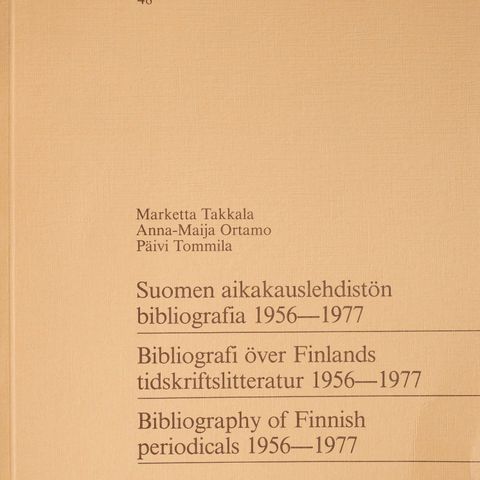 48
Marketta Takkala
Anna-Maija Ortamo
Päivi Tommila
Suomen aikakauslehdistön
bibliografia 1956—1977
Bibliografi över Finlands
tidskriftslitteratur 1956—1977
Bibliography of Finnish
periodicals 1956—1977